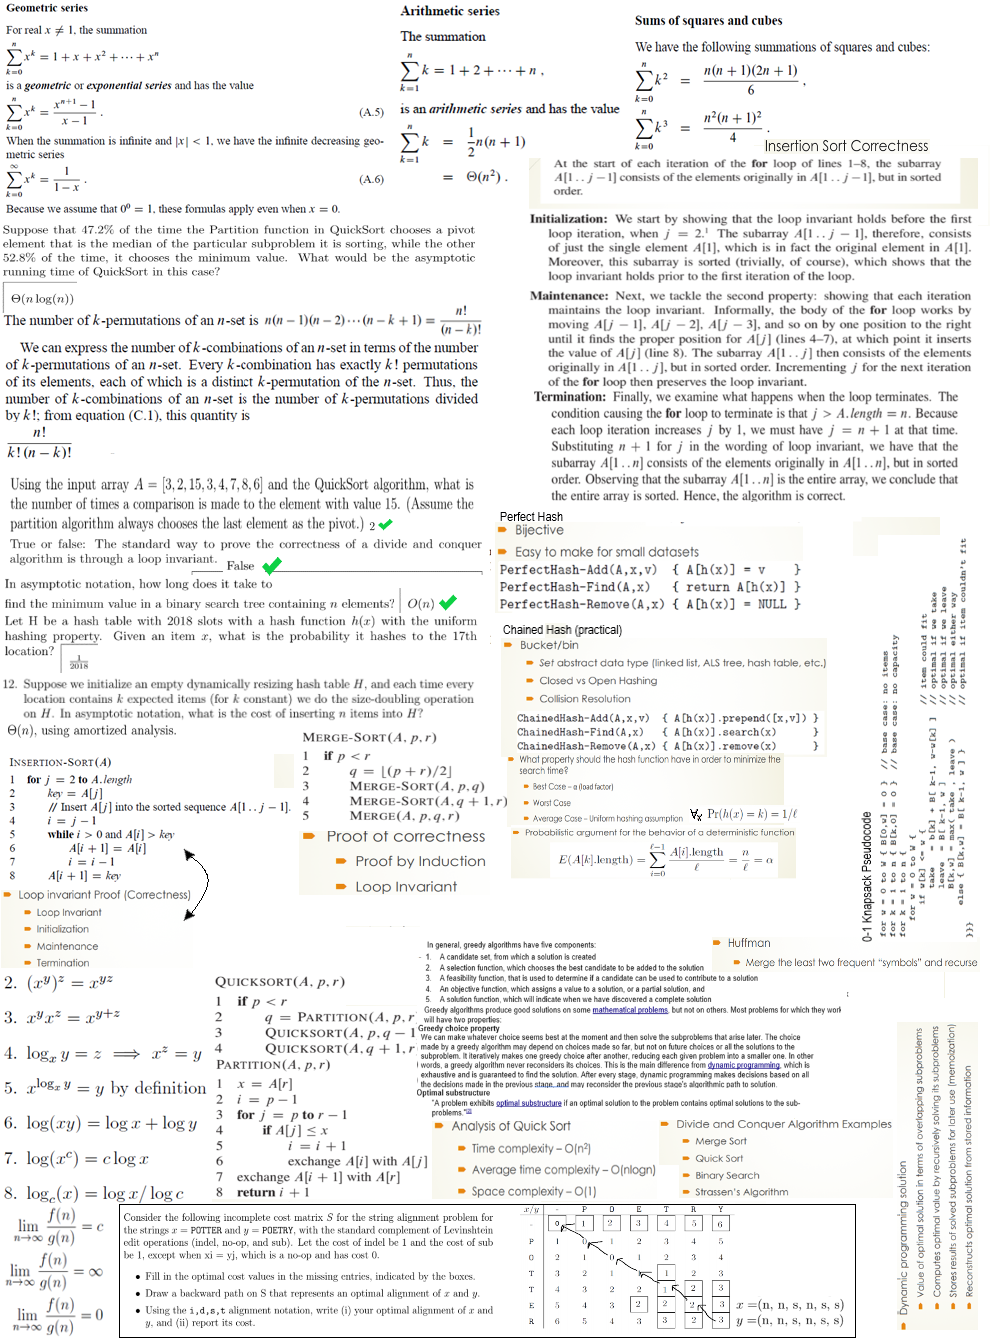 Geometric series
For real x ≠ 1, the summation
∑_{k=0}^{n} x^k = 1 + x + x^2 + ⋯ + x^n
is a geometric or exponential series and has the value
∑_{k=0}^{n} x^k = (x^{n+1} − 1)/(x − 1) . (A.5)
When the summation is infinite and |x| < 1, we have the infinite decreasing geo-
metric series
∑_{k=0}^{∞} x^k = 1/(1 − x) . (A.6)
Because we assume that 0^0 = 1, these formulas apply even when x = 0.
Arithmetic series
The summation
∑_{k=1}^{n} k = 1 + 2 + ⋯ + n ,
is an arithmetic series and has the value
∑_{k=1}^{n} k = 1/2 n(n + 1)
= Θ(n^2) .
Sums of squares and cubes
We have the following summations of squares and cubes:
∑_{k=0}^{n} k^2 = n(n + 1)(2n + 1)/6 .
∑_{k=0}^{n} k^3 = n^2(n + 1)^2/4 .
Suppose that 47.2% of the time the Partition function in QuickSort chooses a pivot
element that is the median of the particular subproblem it is sorting, while the other
52.8% of the time, it chooses the minimum value. What would be the asymptotic
running time of QuickSort in this case?
Θ(n log(n))
The number of k-permutations of an n-set is n(n − 1)(n − 2)⋯(n − k + 1) = n!/(n − k)!
We can express the number of k-combinations of an n-set in terms of the number
of k-permutations of an n-set. Every k-combination has exactly k! permutations
of its elements, each of which is a distinct k-permutation of the n-set. Thus, the
number of k-combinations of an n-set is the number of k-permutations divided
by k!; from equation (C.1), this quantity is
n!/(k! (n − k)!)
Using the input array A = [3, 2, 15, 3, 4, 7, 8, 6] and the QuickSort algorithm, what is
the number of times a comparison is made to the element with value 15. (Assume the
partition algorithm always chooses the last element as the pivot.) 2
True or false: The standard way to prove the correctness of a divide and conquer
algorithm is through a loop invariant. False
In asymptotic notation, how long does it take to
find the minimum value in a binary search tree containing n elements? O(n)
Let H be a hash table with 2018 slots with a hash function h(x) with the uniform
hashing property. Given an item x, what is the probability it hashes to the 17th
location? 1/2018
12. Suppose we initialize an empty dynamically resizing hash table H, and each time every
location contains k expected items (for k constant) we do the size-doubling operation
on H. In asymptotic notation, what is the cost of inserting n items into H?
Θ(n), using amortized analysis.
Insertion Sort Correctness
At the start of each iteration of the for loop of lines 1–8, the subarray
A[1 . . j − 1] consists of the elements originally in A[1 . . j − 1], but in sorted
order.
Initialization: We start by showing that the loop invariant holds before the first
loop iteration, when j = 2.¹ The subarray A[1 . . j − 1], therefore, consists
of just the single element A[1], which is in fact the original element in A[1].
Moreover, this subarray is sorted (trivially, of course), which shows that the
loop invariant holds prior to the first iteration of the loop.
Maintenance: Next, we tackle the second property: showing that each iteration
maintains the loop invariant. Informally, the body of the for loop works by
moving A[j − 1], A[j − 2], A[j − 3], and so on by one position to the right
until it finds the proper position for A[j] (lines 4–7), at which point it inserts
the value of A[j] (line 8). The subarray A[1 . . j] then consists of the elements
originally in A[1 . . j], but in sorted order. Incrementing j for the next iteration
of the for loop then preserves the loop invariant.
Termination: Finally, we examine what happens when the loop terminates. The
condition causing the for loop to terminate is that j > A.length = n. Because
each loop iteration increases j by 1, we must have j = n + 1 at that time.
Substituting n + 1 for j in the wording of loop invariant, we have that the
subarray A[1 . . n] consists of the elements originally in A[1 . . n], but in sorted
order. Observing that the subarray A[1 . . n] is the entire array, we conclude that
the entire array is sorted. Hence, the algorithm is correct.
Perfect Hash
Bijective
Easy to make for small datasets
PerfectHash-Add(A,x,v) { A[h(x)] = v }
PerfectHash-Find(A,x) { return A[h(x)] }
PerfectHash-Remove(A,x) { A[h(x)] = NULL }
Chained Hash (practical)
Bucket/bin
Set abstract data type (linked list, ALS tree, hash table, etc.)
Closed vs Open Hashing
Collision Resolution
ChainedHash-Add(A,x,v) { A[h(x)].prepend([x,v]) }
ChainedHash-Find(A,x) { A[h(x)].search(x) }
ChainedHash-Remove(A,x) { A[h(x)].remove(x) }
What property should the hash function have in order to minimize the
search time?
Best Case – α (load factor)
Worst Case
Average Case – Uniform hashing assumption ∀x Pr(h(x) = k) = 1/ℓ
Probabilistic argument for the behavior of a deterministic function
E(A[k].length) = ∑_{i=0}^{ℓ−1} A[i].length/ℓ = n/ℓ = α
0-1 Knapsack Pseudocode
for w = 0 to W { B[0,w] = 0 } // base case: no items
for k = 1 to n { B[k,0] = 0 } // base case: no capacity
for k = 1 to n {
for w = 0 to W {
if w[k] <= w { // item could fit
take = b[k] + B[ k-1, w-w[k] ] // optimal if we take
leave = B[ k-1, w ] // optimal if we leave
B[k,w] = max( take , leave ) // optimal either way
else { B[k,w] = B[ k-1, w ] } // optimal if item couldn't fit
}}}
INSERTION-SORT(A)
1 for j = 2 to A.length
2 key = A[j]
3 // Insert A[j] into the sorted sequence A[1 . . j − 1].
4 i = j − 1
5 while i > 0 and A[i] > key
6 A[i + 1] = A[i]
7 i = i − 1
8 A[i + 1] = key
Loop invariant Proof (Correctness)
Loop Invariant
Initialization
Maintenance
Termination
MERGE-SORT(A, p, r)
1 if p < r
2 q = ⌊(p + r)/2⌋
3 MERGE-SORT(A, p, q)
4 MERGE-SORT(A, q + 1, r)
5 MERGE(A, p, q, r)
Proof of correctness
Proof by Induction
Loop Invariant
2. (x^y)^z = x^{yz}
3. x^y x^z = x^{y+z}
4. log_x y = z ⟹ x^z = y
5. x^{log_x y} = y by definition
6. log(xy) = log x + log y
7. log(x^c) = c log x
8. log_c(x) = log x/ log c
lim_{n→∞} f(n)/g(n) = c
lim_{n→∞} f(n)/g(n) = ∞
lim_{n→∞} f(n)/g(n) = 0
QUICKSORT(A, p, r)
1 if p < r
2 q = PARTITION(A, p, r
3 QUICKSORT(A, p, q − 1
4 QUICKSORT(A, q + 1, r
PARTITION(A, p, r)
1 x = A[r]
2 i = p − 1
3 for j = p to r − 1
4 if A[j] ≤ x
5 i = i + 1
6 exchange A[i] with A[j]
7 exchange A[i + 1] with A[r]
8 return i + 1
In general, greedy algorithms have five components:
1. A candidate set, from which a solution is created
2. A selection function, which chooses the best candidate to be added to the solution
3. A feasibility function, that is used to determine if a candidate can be used to contribute to a solution
4. An objective function, which assigns a value to a solution, or a partial solution, and
5. A solution function, which will indicate when we have discovered a complete solution
Greedy algorithms produce good solutions on some mathematical problems, but not on others. Most problems for which they work
will have two properties:
Greedy choice property
We can make whatever choice seems best at the moment and then solve the subproblems that arise later. The choice
made by a greedy algorithm may depend on choices made so far, but not on future choices or all the solutions to the
subproblem. It iteratively makes one greedy choice after another, reducing each given problem into a smaller one. In other
words, a greedy algorithm never reconsiders its choices. This is the main difference from dynamic programming, which is
exhaustive and is guaranteed to find the solution. After every stage, dynamic programming makes decisions based on all
the decisions made in the previous stage, and may reconsider the previous stage's algorithmic path to solution.
Optimal substructure
"A problem exhibits optimal substructure if an optimal solution to the problem contains optimal solutions to the sub-
problems."[2]
Huffman
Merge the least two frequent "symbols" and recurse
Analysis of Quick Sort
Time complexity – O(n²)
Average time complexity – O(nlogn)
Space complexity – O(1)
Divide and Conquer Algorithm Examples
Merge Sort
Quick Sort
Binary Search
Strassen's Algorithm
Dynamic programming solution
Value of optimal solution in terms of overlapping subproblems
Computes optimal value by recursively solving its subproblems
Stores results of solved subproblems for later use (memoization)
Reconstructs optimal solution from stored information
Consider the following incomplete cost matrix S for the string alignment problem for
the strings x = POTTER and y = POETRY, with the standard complement of Levinshtein
edit operations (indel, no-op, and sub). Let the cost of indel be 1 and the cost of sub
be 1, except when xi = yj, which is a no-op and has cost 0.
• Fill in the optimal cost values in the missing entries, indicated by the boxes.
• Draw a backward path on S that represents an optimal alignment of x and y.
• Using the i,d,s,t alignment notation, write (i) your optimal alignment of x and
y, and (ii) report its cost.
x/y - P O E T R Y
- 0 1 2 3 4 5 6
P 1 0 1 2 3 4 5
O 2 1 0 1 2 3 4
T 3 2 1 1 1 2 3
T 4 3 2 2 1 2 3
E 5 4 3 2 2 2 3
R 6 5 4 3 3 2 3
x =(n, n, s, n, s, s)
y =(n, n, s, n, s, s)